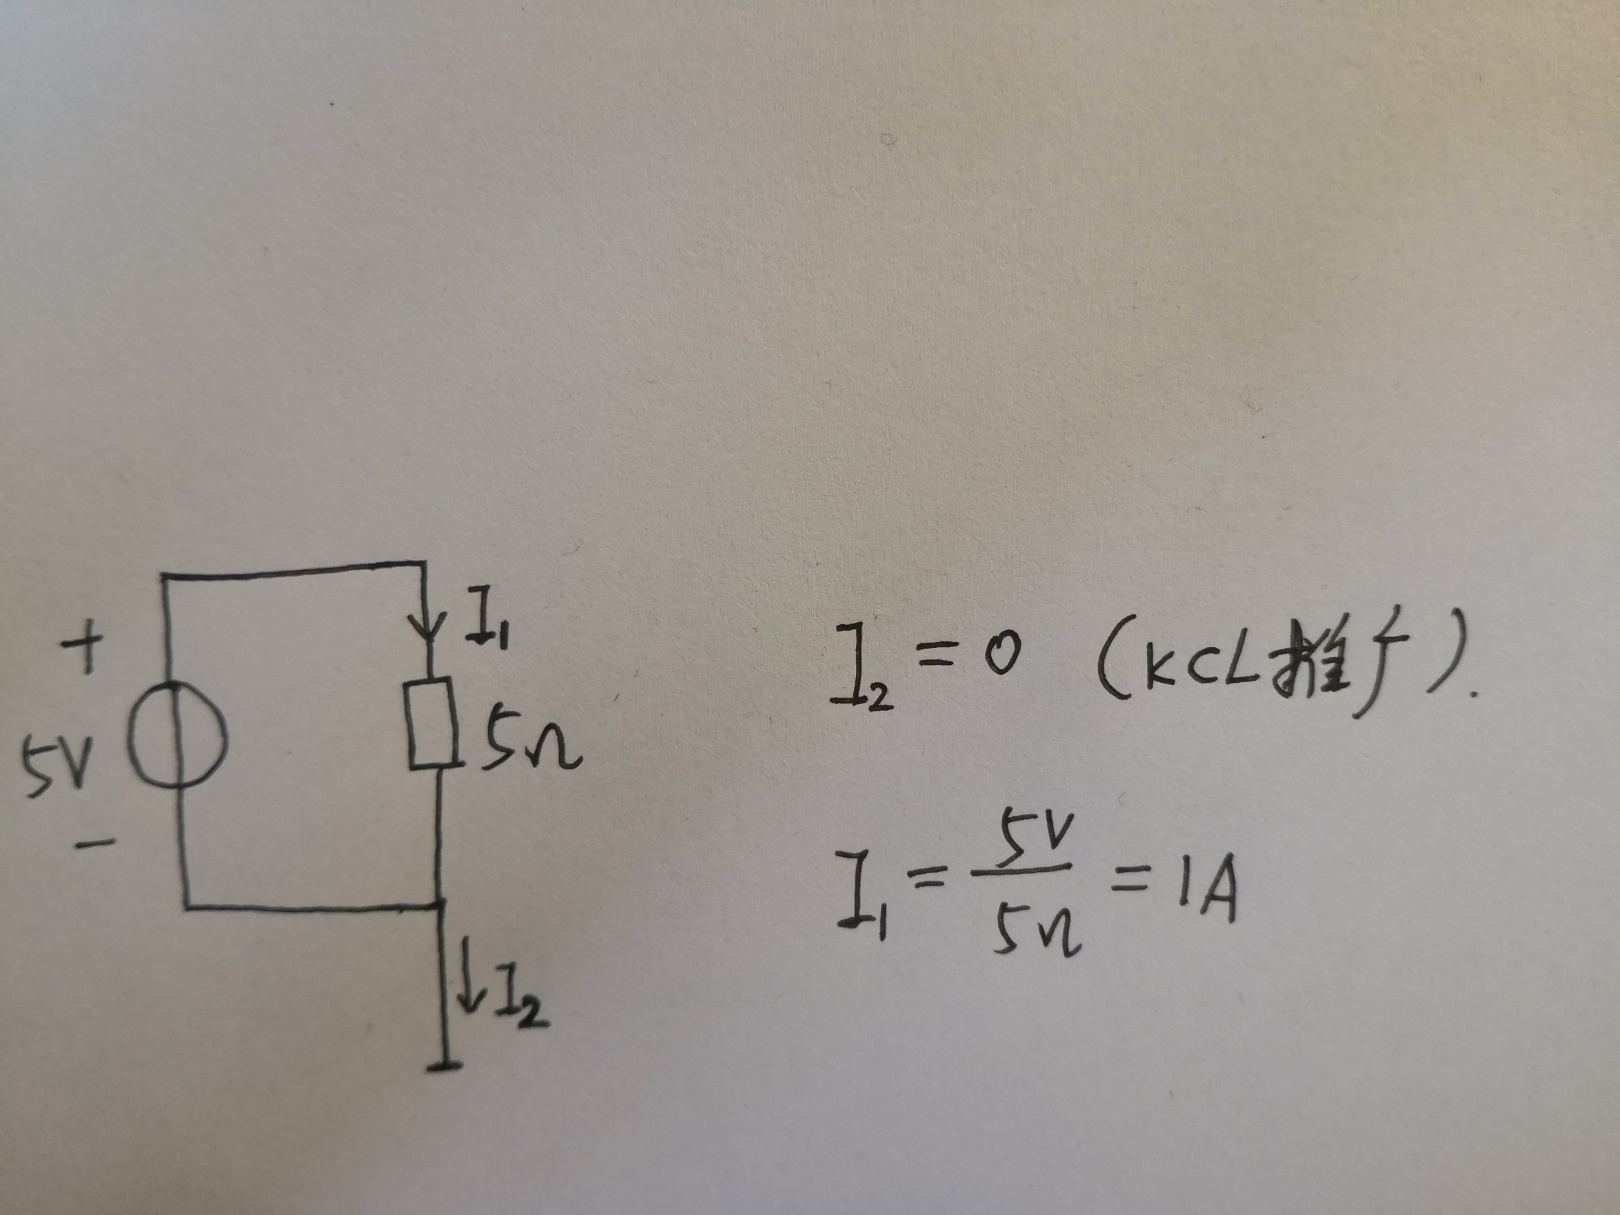 +
I₁
5V
5Ω
−
I₂
I₂ = 0 (KCL推广).
I₁ = 5V/5Ω = 1A